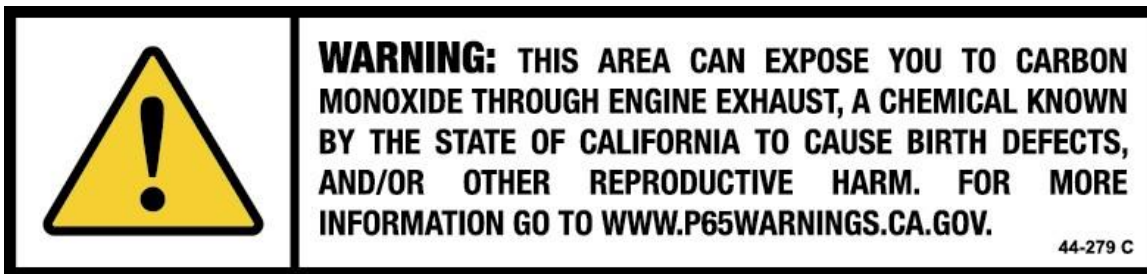 WARNING: THIS AREA CAN EXPOSE YOU TO CARBON
MONOXIDE THROUGH ENGINE EXHAUST, A CHEMICAL KNOWN
BY THE STATE OF CALIFORNIA TO CAUSE BIRTH DEFECTS,
AND/OR OTHER REPRODUCTIVE HARM. FOR MORE
INFORMATION GO TO WWW.P65WARNINGS.CA.GOV.
44-279 C